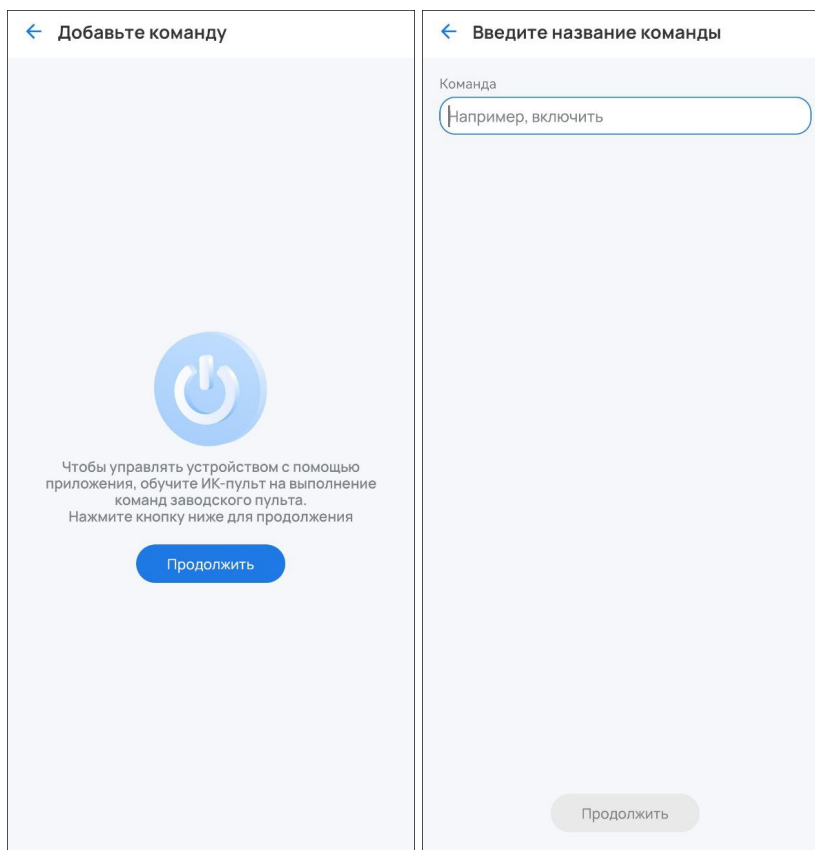 Добавьте команду
Чтобы управлять устройством с помощью
приложения, обучите ИК-пульт на выполнение
команд заводского пульта.
Нажмите кнопку ниже для продолжения
Продолжить
Введите название команды
Команда
Например, включить
Продолжить